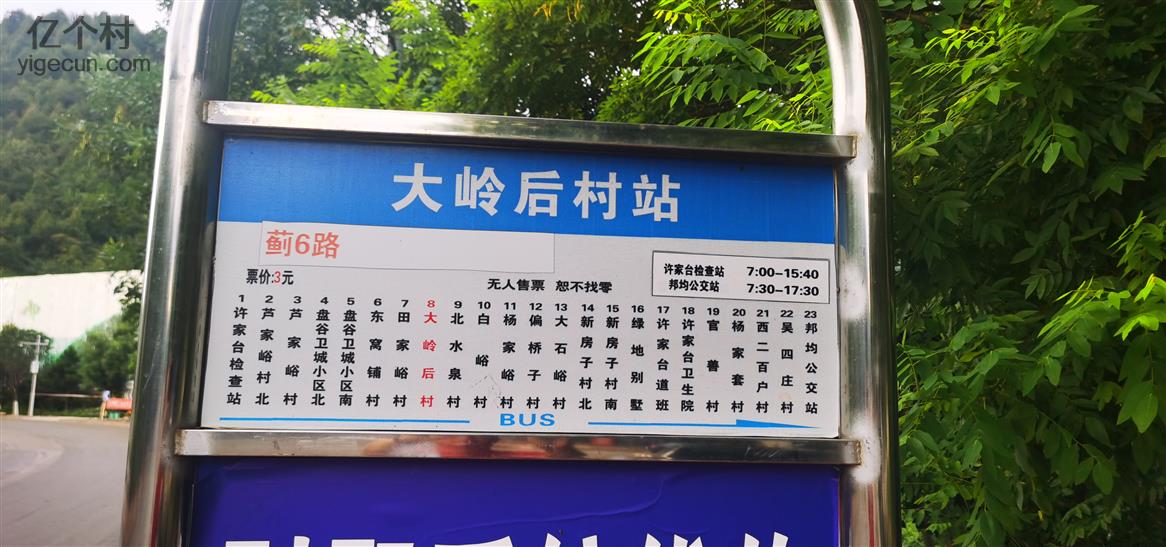 亿个村
yigecun.com
大岭后村站
蓟6路
票价:3元
无人售票 恕不找零
许家台检查站 7:00-15:40
邦均公交站 7:30-17:30
1 许家台检查站
2 芦家峪村北
3 芦家峪村
4 盘谷卫城小区北
5 盘谷卫城小区南
6 东窝铺村
7 田家峪村
8 大岭后村
9 北水泉村
10 白峪村
11 杨家峪村
12 偏桥子村
13 大石峪村
14 新房子村北
15 新房子村南
16 绿地别墅
17 许家台道班
18 许家台卫生院
19 官善村
20 杨家套村
21 西二百户村
22 吴四庄村
23 邦均公交站
BUS